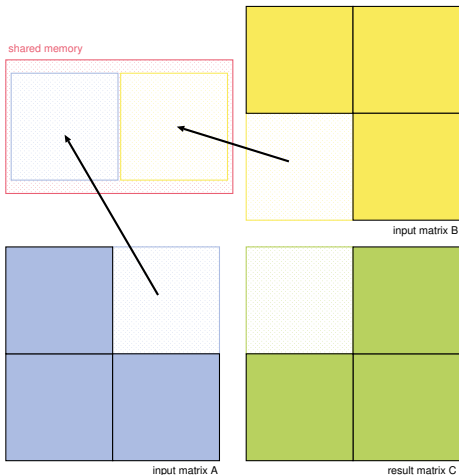 shared memory
input matrix B
input matrix A
result matrix C